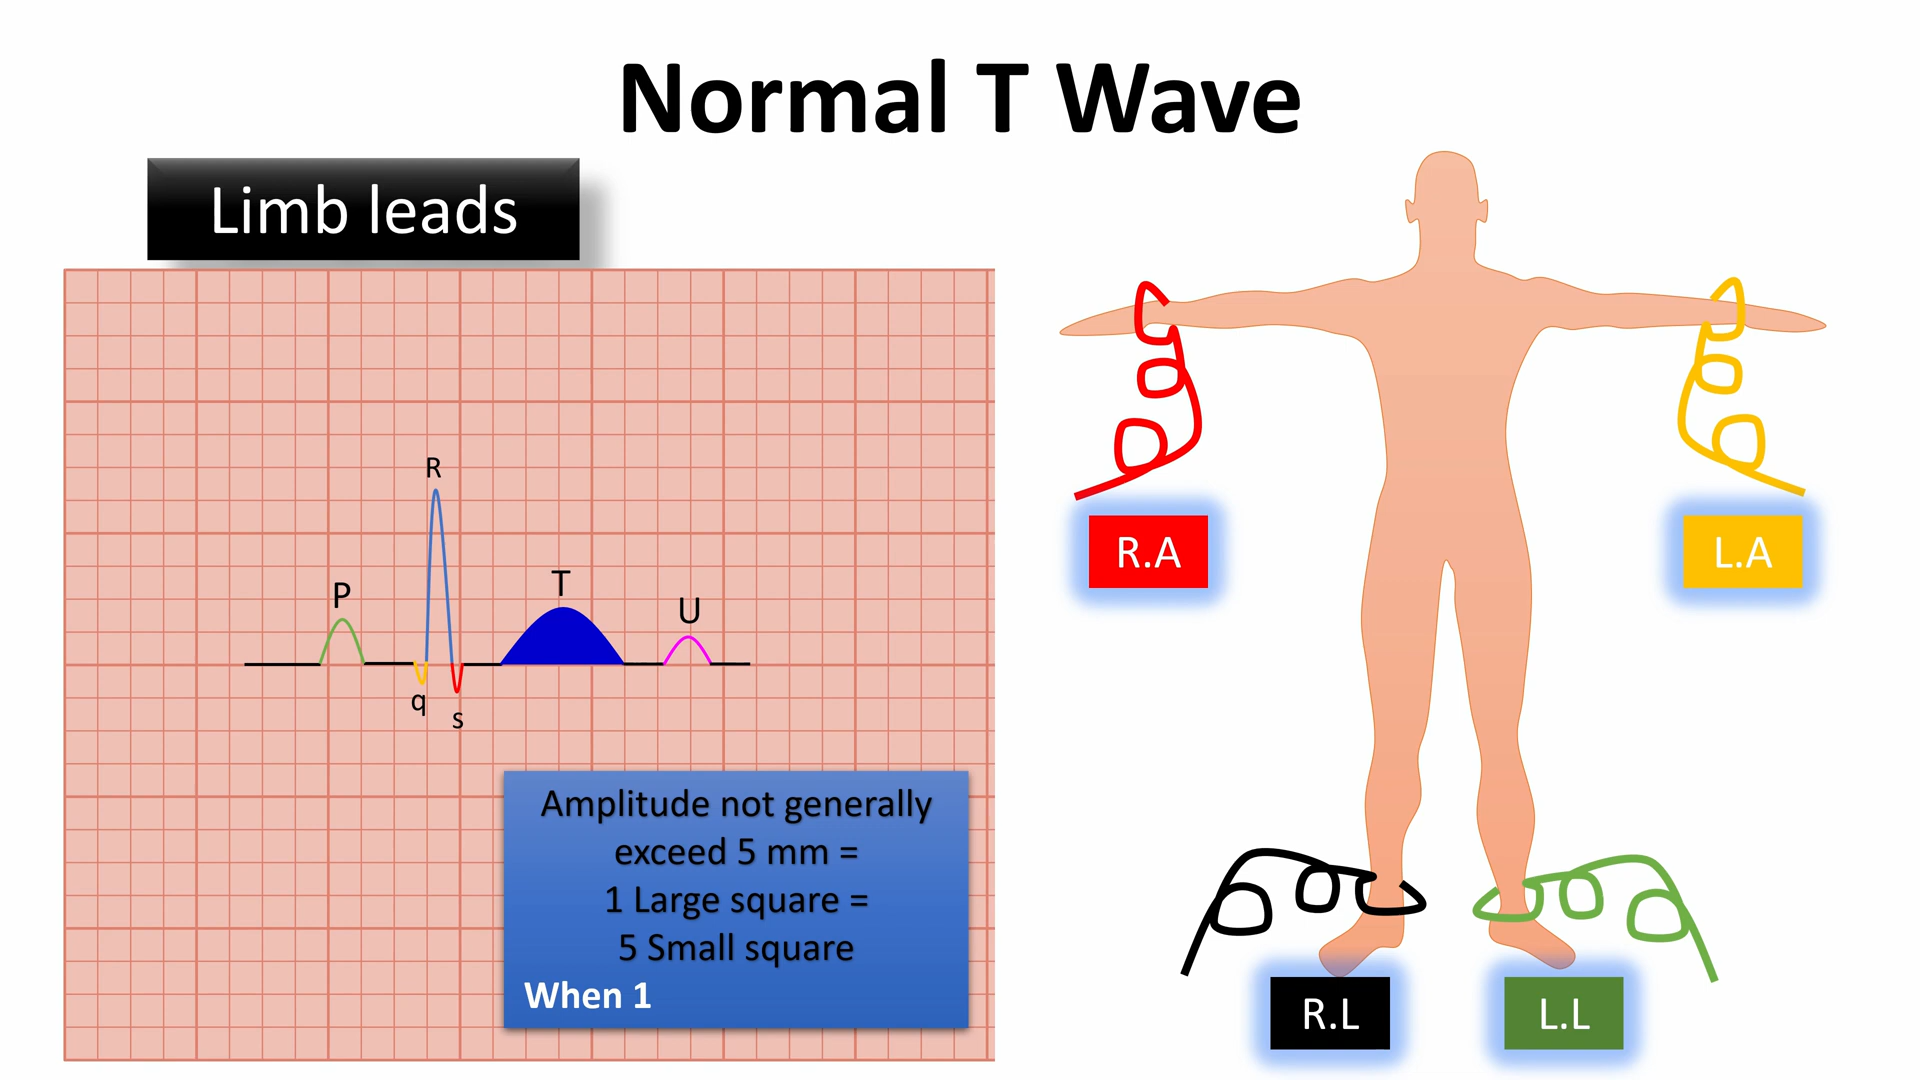 Normal T Wave
Limb leads
R
P
T
U
q
s
Amplitude not generally
exceed 5 mm =
1 Large square =
5 Small square
When 1
R.A
L.A
R.L
L.L